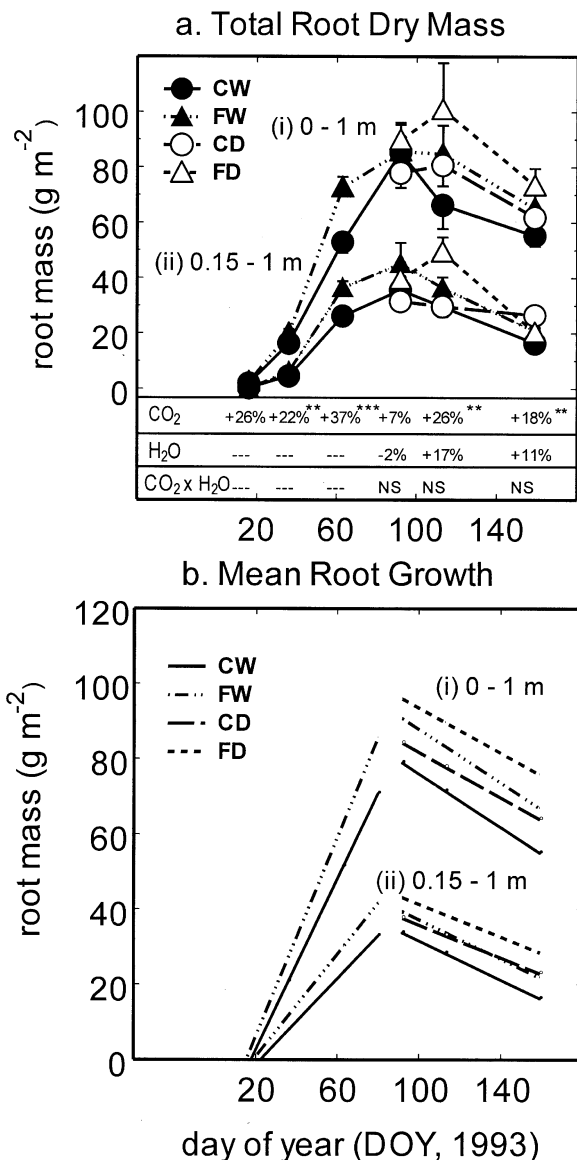 a. Total Root Dry Mass
CW
FW
CD
FD
(i) 0 - 1 m
(ii) 0.15 - 1 m
root mass (g m⁻²)
100
80
60
40
20
0
CO₂ +26% +22%** +37%*** +7% +26%** +18%**
H₂O --- --- --- -2% +17% +11%
CO₂ x H₂O --- --- --- NS NS NS
20 60 100 140
b. Mean Root Growth
120
100
80
60
40
20
0
root mass (g m⁻²)
CW
FW
CD
FD
(i) 0 - 1 m
(ii) 0.15 - 1 m
20 60 100 140
day of year (DOY, 1993)